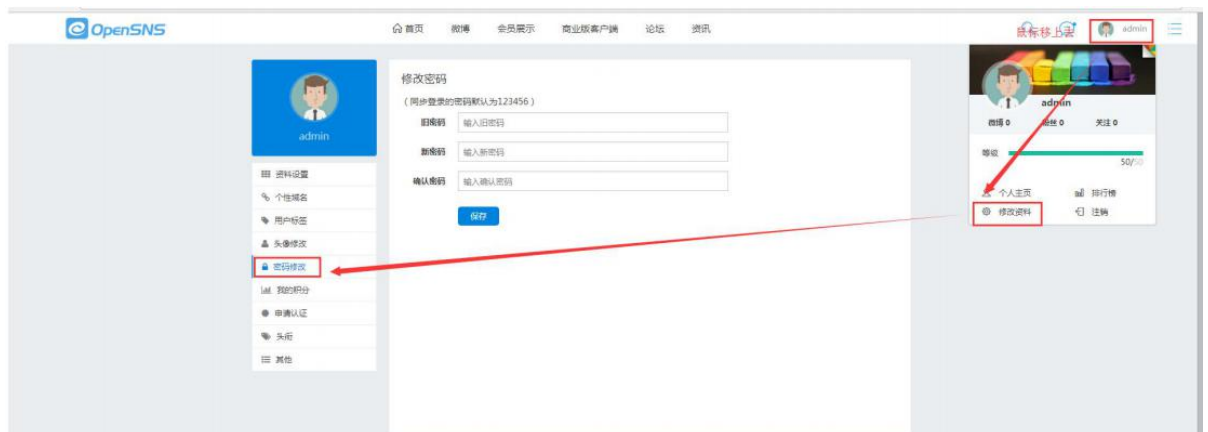 OpenSNS
首页 微博 会员展示 商业版客户端 论坛 资讯
鼠标移上去
admin
admin
修改密码
(同步登录的密码默认为123456)
旧密码 输入旧密码
新密码 输入新密码
确认密码 输入确认密码
保存
资料设置
个性域名
用户标签
头像修改
密码修改
我的积分
申请认证
头衔
其他
admin
微博 0 粉丝 0 关注 0
等级
50/50
个人主页 排行榜
修改资料 注销